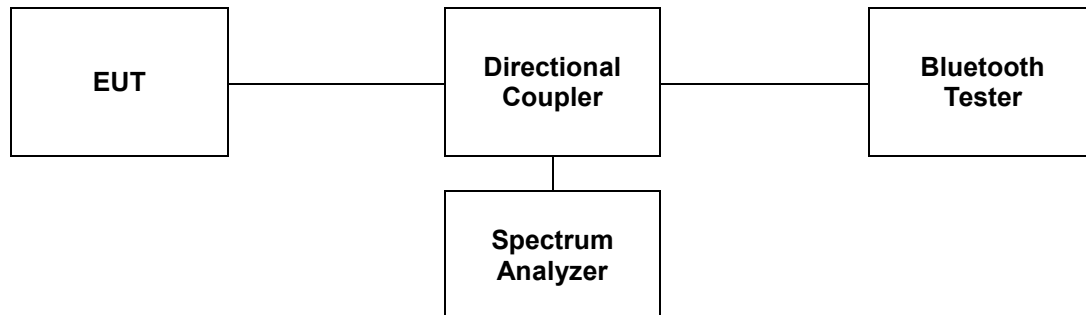 EUT
Directional
Coupler
Bluetooth
Tester
Spectrum
Analyzer